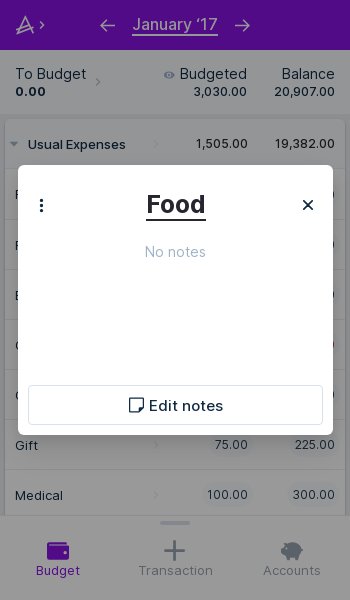 January ‘17
To Budget
0.00
Budgeted
3,030.00
Balance
20,907.00
Usual Expenses 1,505.00 19,382.00
Food
No notes
Edit notes
Gift 75.00 225.00
Medical 100.00 300.00
Budget Transaction Accounts